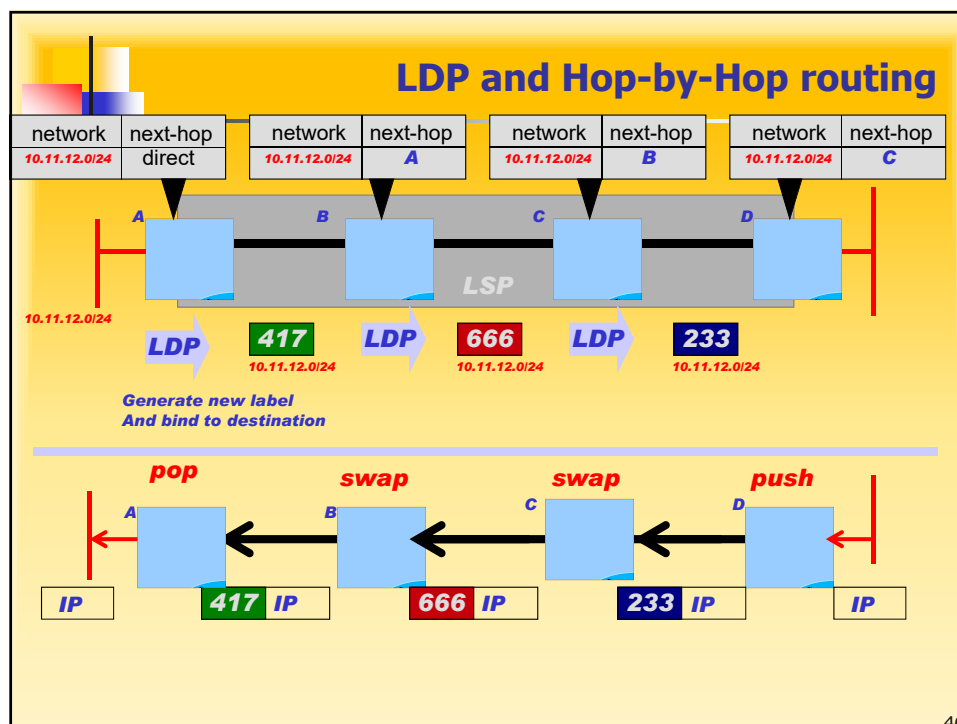 LDP and Hop-by-Hop routing
network next-hop network next-hop network next-hop network next-hop
10.11.12.0/24 direct 10.11.12.0/24 A 10.11.12.0/24 B 10.11.12.0/24 C
A B C D
LSP
10.11.12.0/24
LDP 417 LDP 666 LDP 233
10.11.12.0/24 10.11.12.0/24 10.11.12.0/24
Generate new label
And bind to destination
pop swap swap push
A B C D
IP 417 IP 666 IP 233 IP IP